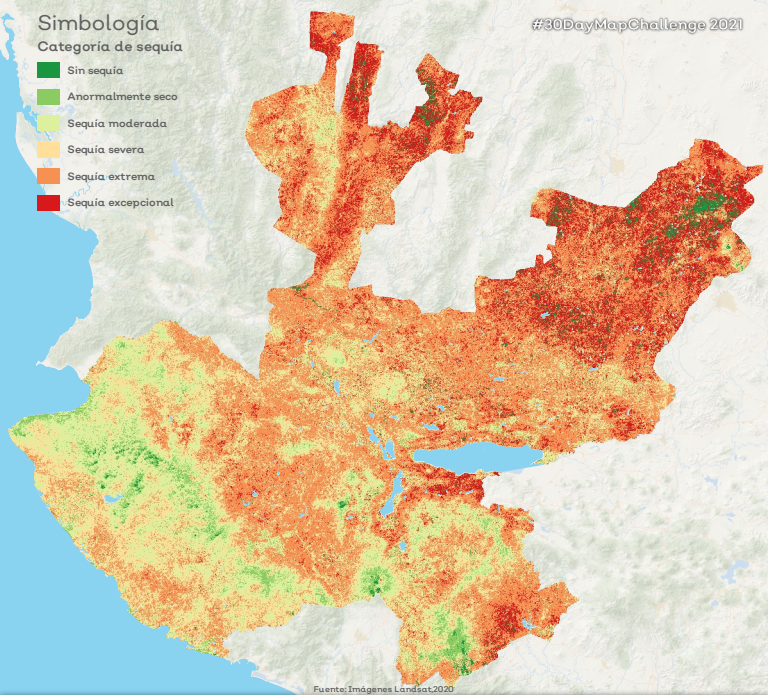 Simbología
#30DayMapChallenge 2021
Categoría de sequía
Sin sequía
Anormalmente seco
Sequía moderada
Sequía severa
Sequía extrema
Sequía excepcional
Fuente: Imágenes Landsat,2020